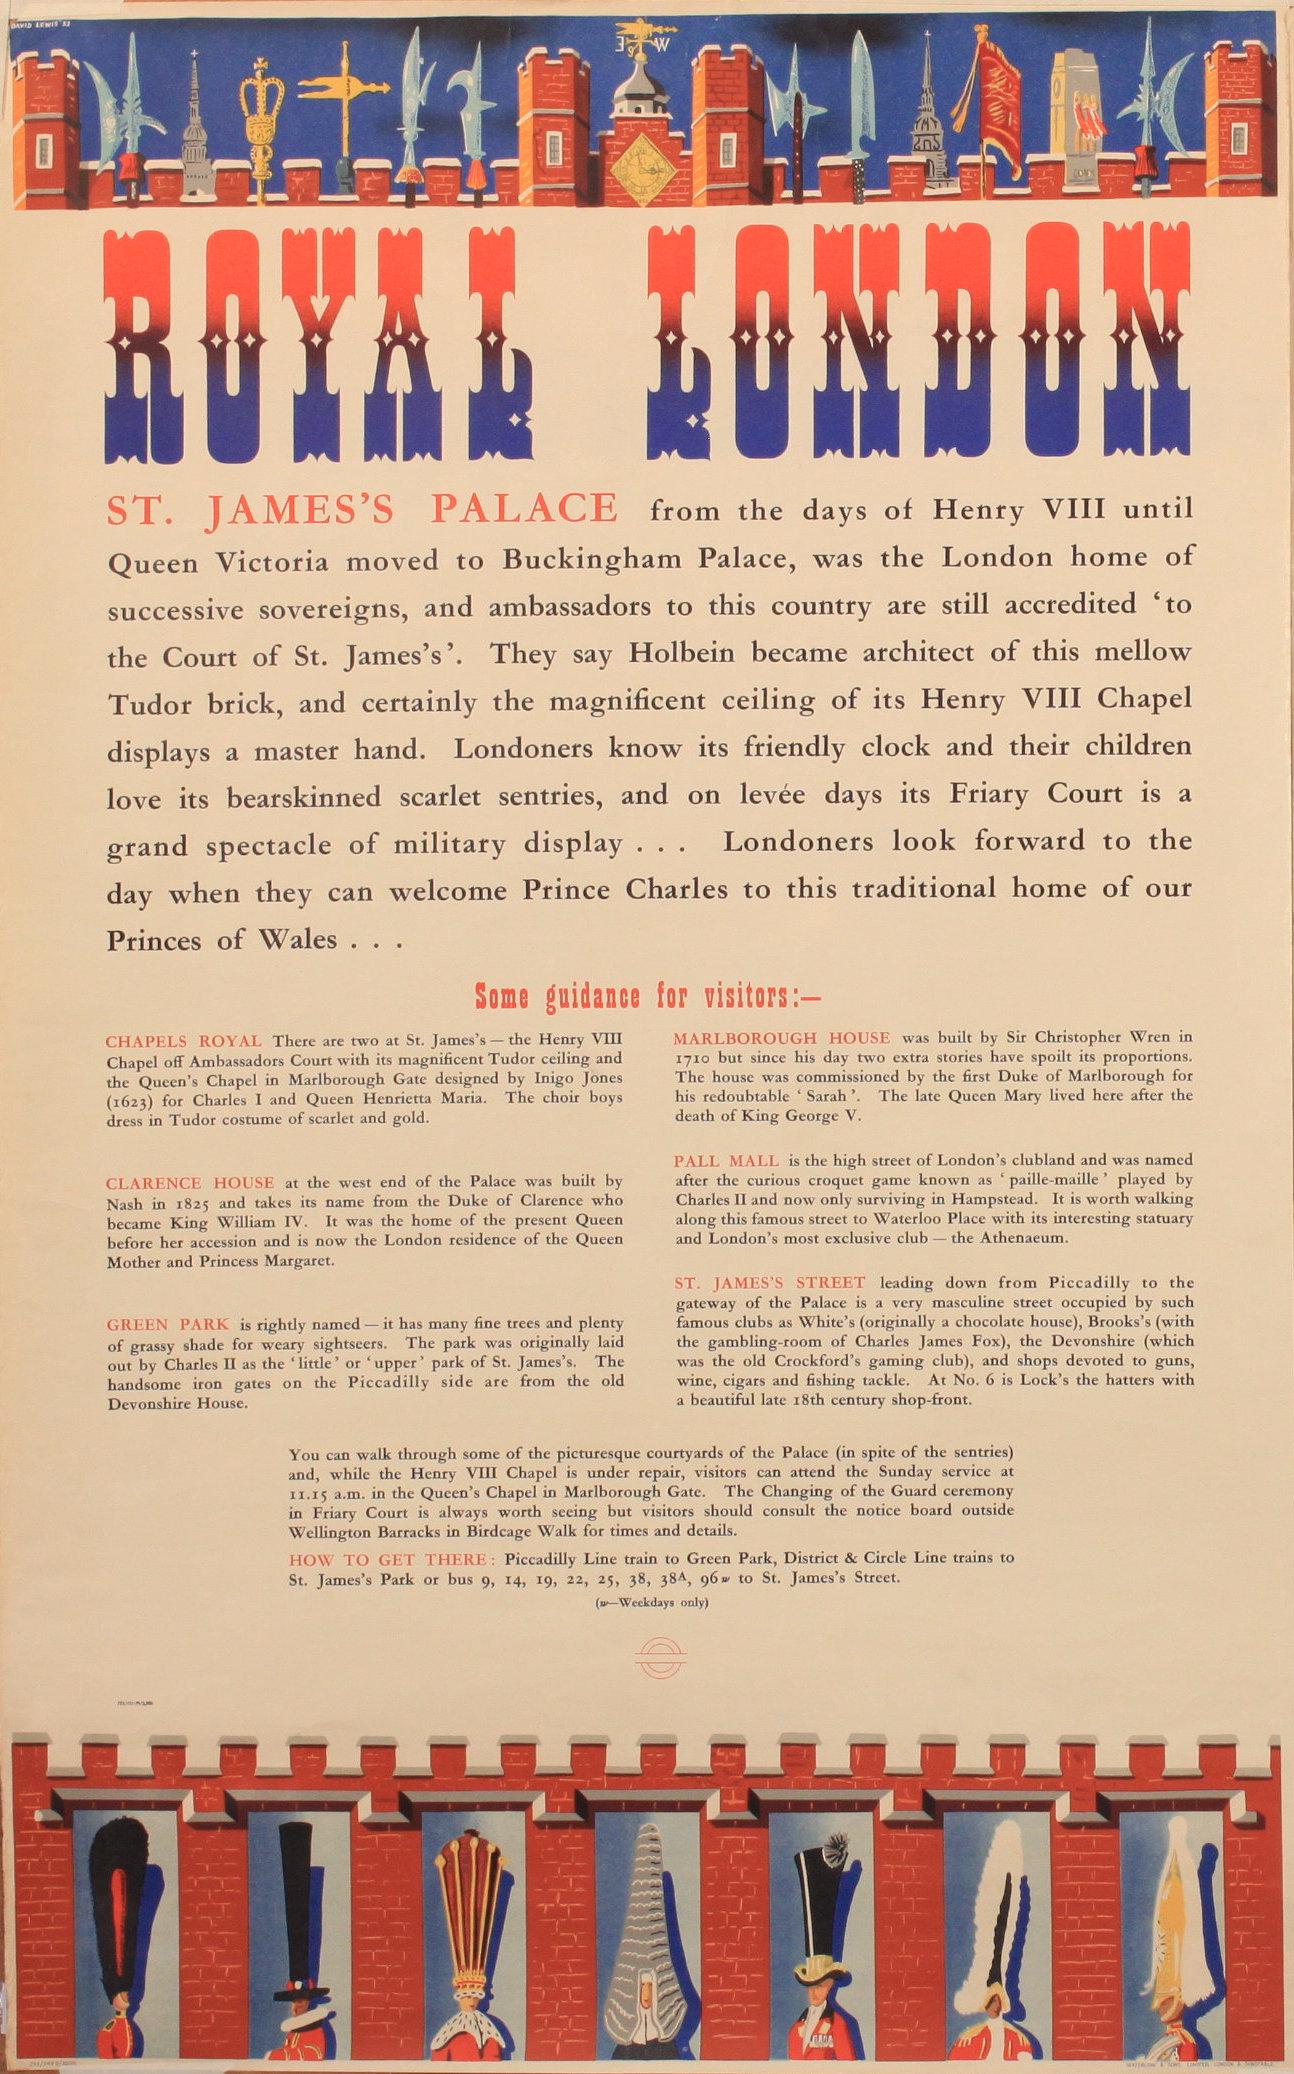 DAVID LEWIS '53
W
E
ROYAL LONDON
ST. JAMES'S PALACE from the days of Henry VIII until
Queen Victoria moved to Buckingham Palace, was the London home of
successive sovereigns, and ambassadors to this country are still accredited ‘to
the Court of St. James's’. They say Holbein became architect of this mellow
Tudor brick, and certainly the magnificent ceiling of its Henry VIII Chapel
displays a master hand. Londoners know its friendly clock and their children
love its bearskinned scarlet sentries, and on levée days its Friary Court is a
grand spectacle of military display . . . Londoners look forward to the
day when they can welcome Prince Charles to this traditional home of our
Princes of Wales . . .
Some guidance for visitors:—
CHAPELS ROYAL There are two at St. James's — the Henry VIII
Chapel off Ambassadors Court with its magnificent Tudor ceiling and
the Queen's Chapel in Marlborough Gate designed by Inigo Jones
(1623) for Charles I and Queen Henrietta Maria. The choir boys
dress in Tudor costume of scarlet and gold.
CLARENCE HOUSE at the west end of the Palace was built by
Nash in 1825 and takes its name from the Duke of Clarence who
became King William IV. It was the home of the present Queen
before her accession and is now the London residence of the Queen
Mother and Princess Margaret.
GREEN PARK is rightly named — it has many fine trees and plenty
of grassy shade for weary sightseers. The park was originally laid
out by Charles II as the ‘little’ or ‘upper’ park of St. James's. The
handsome iron gates on the Piccadilly side are from the old
Devonshire House.
MARLBOROUGH HOUSE was built by Sir Christopher Wren in
1710 but since his day two extra stories have spoilt its proportions.
The house was commissioned by the first Duke of Marlborough for
his redoubtable ‘Sarah’. The late Queen Mary lived here after the
death of King George V.
PALL MALL is the high street of London's clubland and was named
after the curious croquet game known as ‘paille-maille’ played by
Charles II and now only surviving in Hampstead. It is worth walking
along this famous street to Waterloo Place with its interesting statuary
and London's most exclusive club — the Athenaeum.
ST. JAMES'S STREET leading down from Piccadilly to the
gateway of the Palace is a very masculine street occupied by such
famous clubs as White's (originally a chocolate house), Brooks's (with
the gambling-room of Charles James Fox), the Devonshire (which
was the old Crockford's gaming club), and shops devoted to guns,
wine, cigars and fishing tackle. At No. 6 is Lock's the hatters with
a beautiful late 18th century shop-front.
You can walk through some of the picturesque courtyards of the Palace (in spite of the sentries)
and, while the Henry VIII Chapel is under repair, visitors can attend the Sunday service at
11.15 a.m. in the Queen's Chapel in Marlborough Gate. The Changing of the Guard ceremony
in Friary Court is always worth seeing but visitors should consult the notice board outside
Wellington Barracks in Birdcage Walk for times and details.
HOW TO GET THERE: Piccadilly Line train to Green Park, District & Circle Line trains to
St. James's Park or bus 9, 14, 19, 22, 25, 38, 38A, 96w to St. James's Street.
(w—Weekdays only)
WATERLOW & SONS LIMITED, LONDON & DUNSTABLE